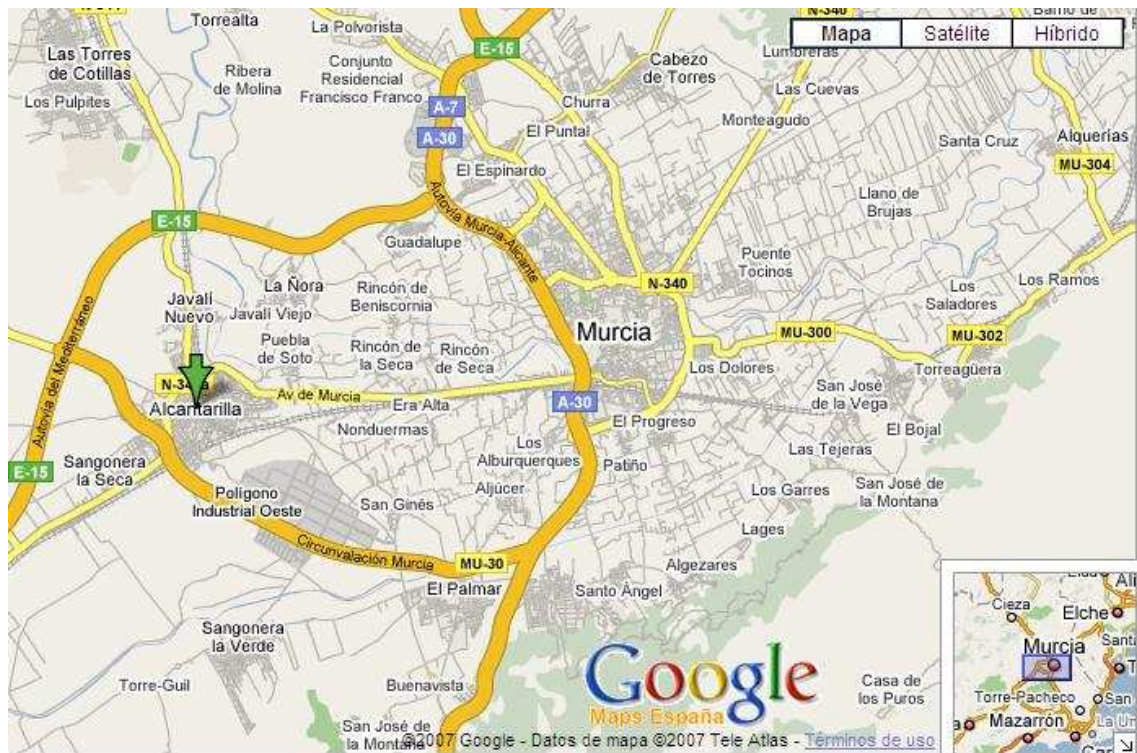 Torrealta
Las Torres
de Cotillas
Los Pulpites
Ribera
de Molina
La Polvorista
Conjunto
Residencial
Francisco Franco
E-15
A-7
A-30
N-340
Mapa
Satélite
Híbrido
Lumbreras
Cabezo
de Torres
Las Cuevas
Churra
El Puntal
Monteagudo
Santa Cruz
Alquerías
MU-304
El Espinardo
Llano de
Brujas
E-15
Autovía Murcia-Alicante
Guadalupe
Puente
Tocinos
N-340
Los Ramos
Los
Saladores
La Ñora
Rincón de
Beniscornia
Javalí
Nuevo
Javalí Viejo
Puebla
de Soto
Rincón de
la Seca
Rincón
de Seca
Murcia
MU-300
MU-302
Los Dolores
Torreagüera
Autovía del Mediterráneo
Av de Murcia
Alcantarilla
Era Alta
A-30
San José
de la Vega
El Progreso
El Bojal
Nonduermas
Los
Alburquerques
Patiño
Las Tejeras
Sangonera
la Seca
E-15
Polígono
Industrial Oeste
San Ginés
Aljúcer
Los Garres
San José de
la Montana
Lages
Circunvalación Murcia
MU-30
Algezares
El Palmar
Santo Ángel
Sangonera
la Verde
Torre-Guil
Buenavista
San José de
la Montana
Casa de
los Puros
Google
Maps España
©2007 Google - Datos de mapa ©2007 Tele Atlas - Términos de uso
Cieza
Elche
Murcia
Torre-Pacheco
Mazarrón